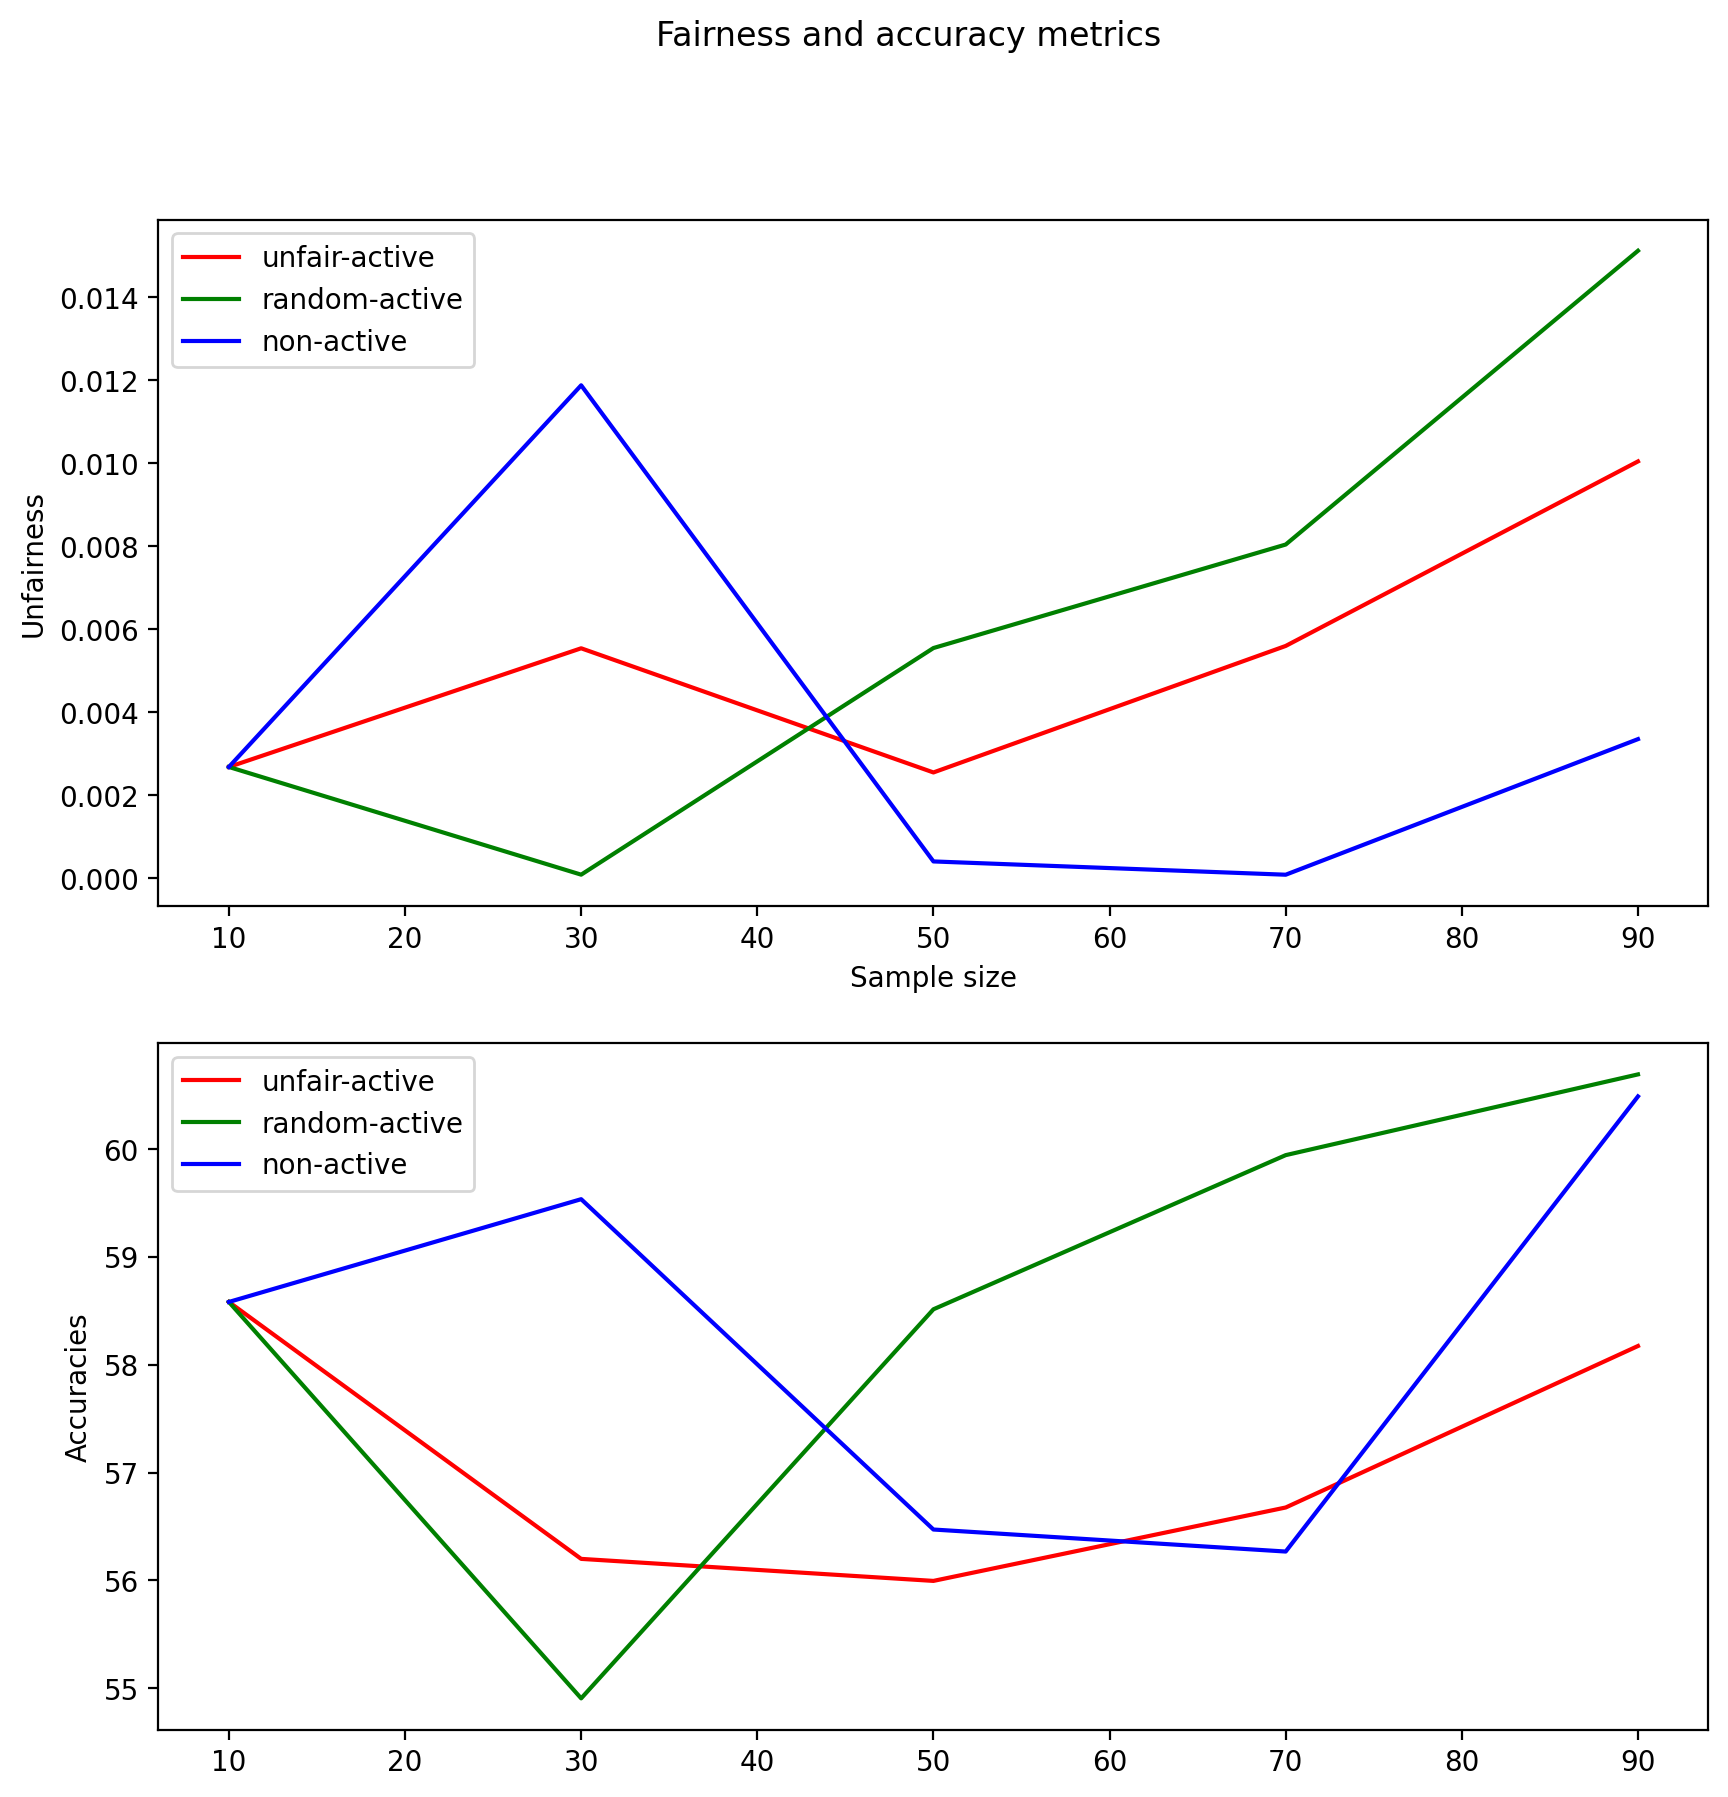 Fairness and accuracy metrics
unfair-active
random-active
non-active
0.014
0.012
0.010
0.008
0.006
0.004
0.002
0.000
Unfairness
10 20 30 40 50 60 70 80 90
Sample size
unfair-active
random-active
non-active
60
59
58
57
56
55
Accuracies
10 20 30 40 50 60 70 80 90